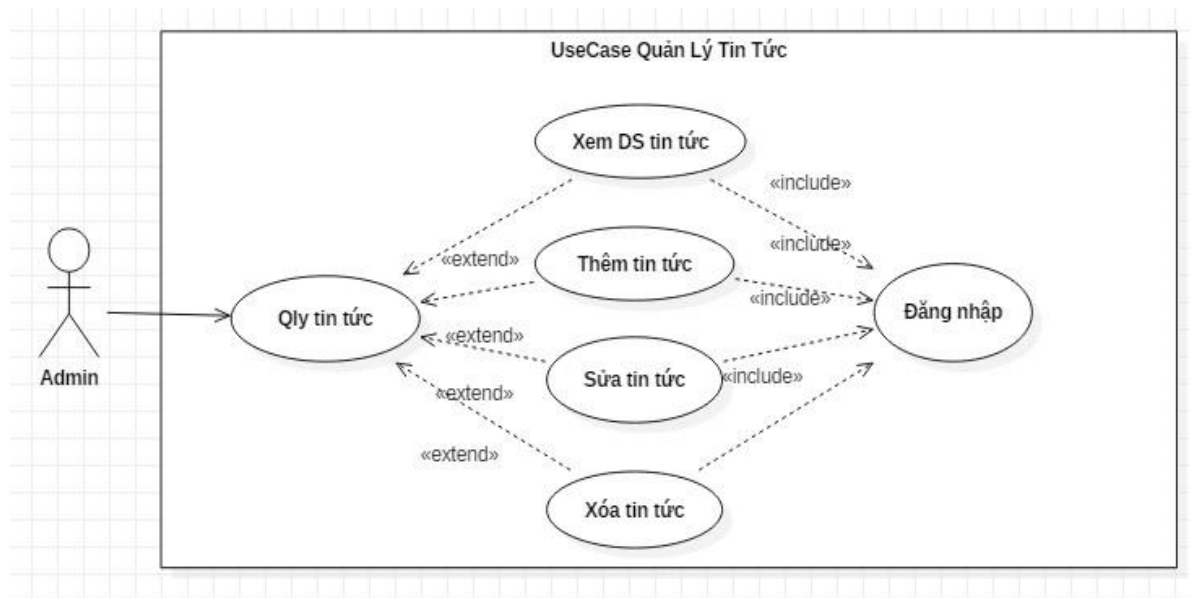 UseCase Quản Lý Tin Tức
Xem DS tin tức
«include»
«include»
«extend»
Thêm tin tức
«include»
Qly tin tức
Đăng nhập
«extend»
Sửa tin tức
«include»
Admin
«extend»
«extend»
Xóa tin tức